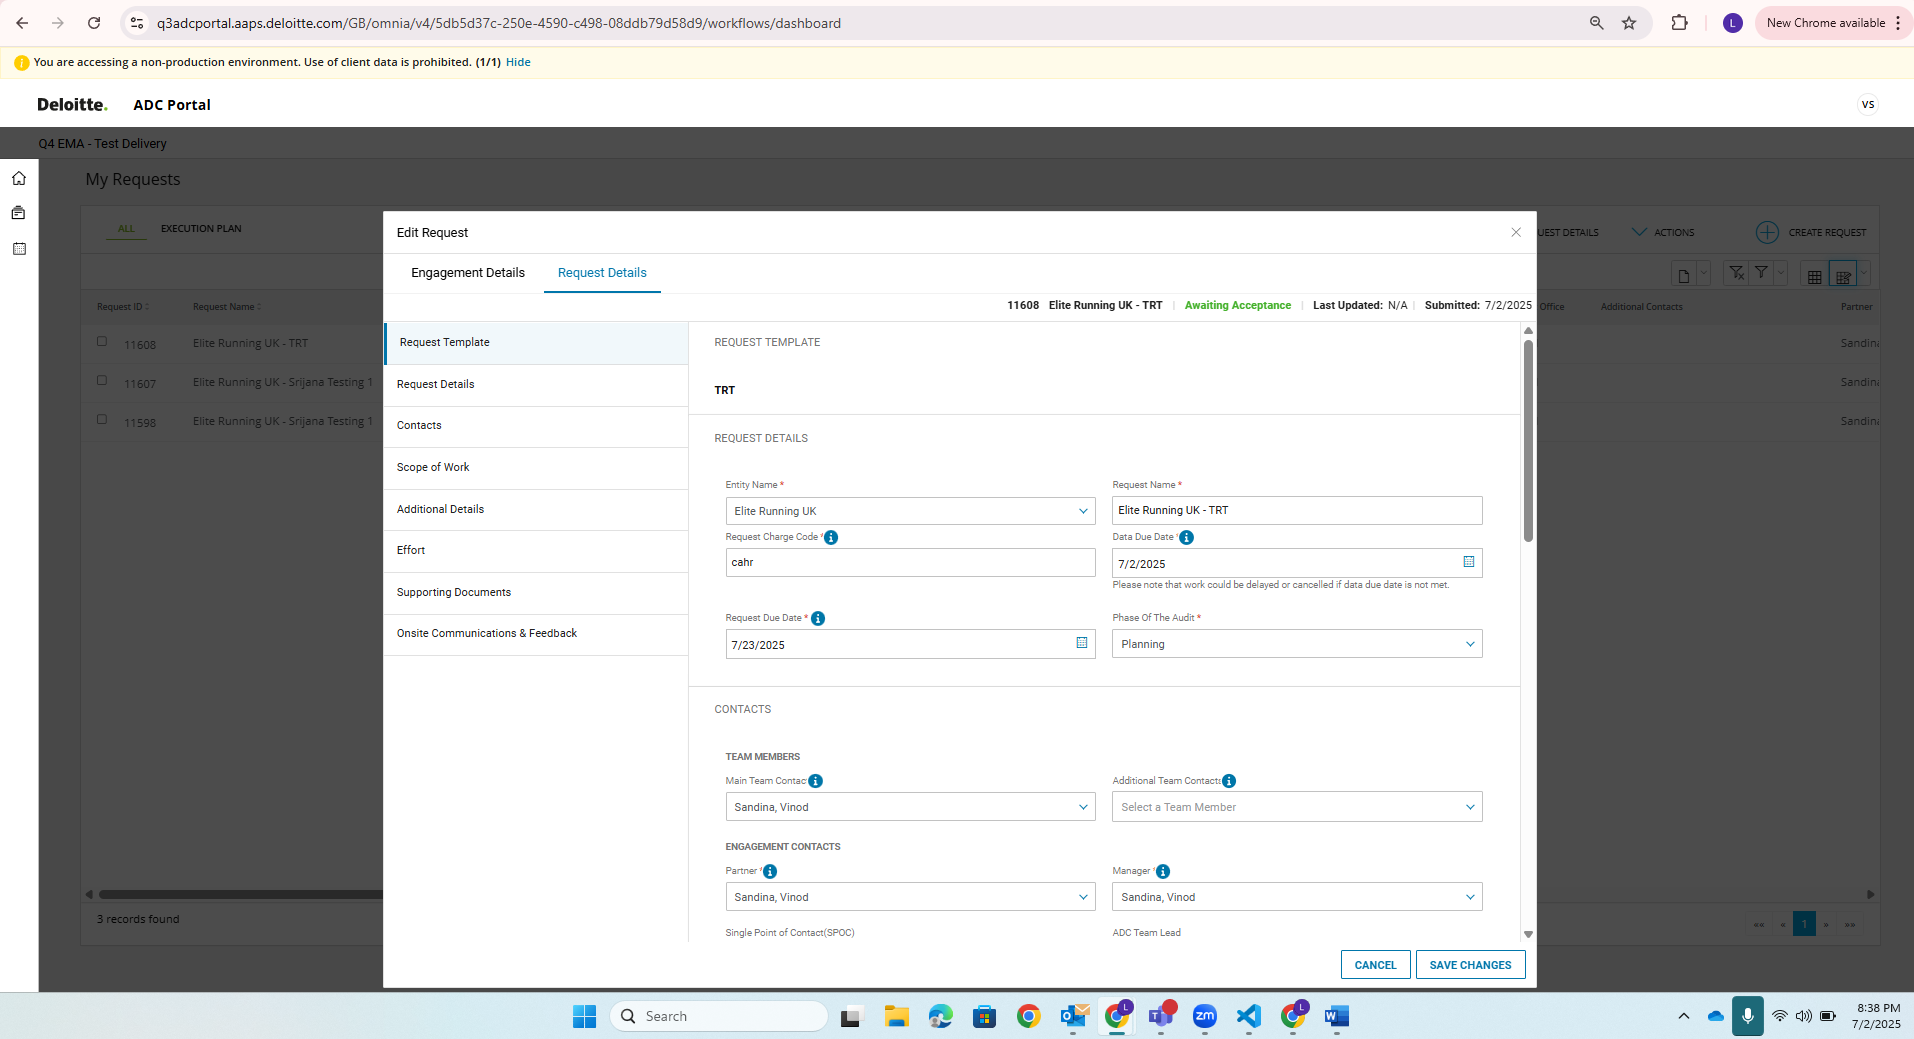 q3adcportal.aaps.deloitte.com/GB/omnia/v4/5db5d37c-250e-4590-c498-08ddb79d58d9/workflows/dashboard
L
New Chrome available
You are accessing a non-production environment. Use of client data is prohibited. (1/1) Hide
Deloitte. ADC Portal
VS
Q4 EMA - Test Delivery
My Requests
ALL EXECUTION PLAN
UEST DETAILS ACTIONS CREATE REQUEST
Request ID Request Name
Office Additional Contacts Partner
11608 Elite Running UK - TRT Sandina
11607 Elite Running UK - Srijana Testing 1 Sandina
11598 Elite Running UK - Srijana Testing 1 Sandina
3 records found
«« « 1 » »»
Edit Request
Engagement Details Request Details
11608 Elite Running UK - TRT | Awaiting Acceptance | Last Updated: N/A | Submitted: 7/2/2025
Request Template
Request Details
Contacts
Scope of Work
Additional Details
Effort
Supporting Documents
Onsite Communications & Feedback
REQUEST TEMPLATE
TRT
REQUEST DETAILS
Entity Name * Request Name *
Elite Running UK Elite Running UK - TRT
Request Charge Code * Data Due Date *
cahr 7/2/2025
Please note that work could be delayed or cancelled if data due date is not met.
Request Due Date * Phase Of The Audit *
7/23/2025 Planning
CONTACTS
TEAM MEMBERS
Main Team Contac Additional Team Contacts
Sandina, Vinod Select a Team Member
ENGAGEMENT CONTACTS
Partner * Manager *
Sandina, Vinod Sandina, Vinod
Single Point of Contact(SPOC) ADC Team Lead
CANCEL SAVE CHANGES
Search
L
T
zm
L
W
8:38 PM
7/2/2025